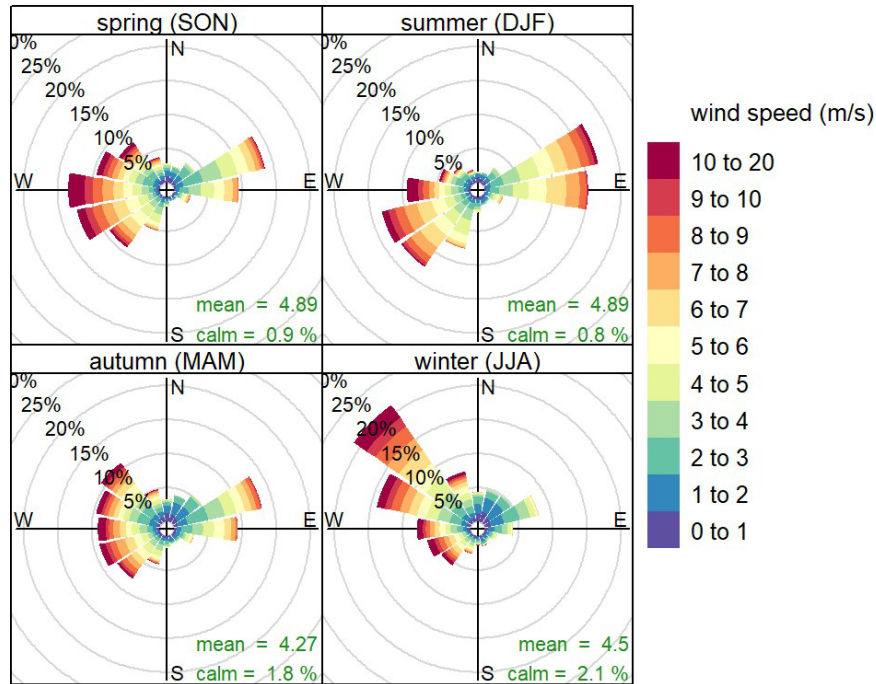 spring (SON)
N
0%
25%
20%
15%
10%
5%
W
E
S
mean = 4.89
calm = 0.9 %
summer (DJF)
N
0%
25%
20%
15%
10%
5%
W
E
S
mean = 4.89
calm = 0.8 %
autumn (MAM)
N
0%
25%
20%
15%
10%
5%
W
E
S
mean = 4.27
calm = 1.8 %
winter (JJA)
N
0%
25%
20%
15%
10%
5%
W
E
S
mean = 4.5
calm = 2.1 %
wind speed (m/s)
10 to 20
9 to 10
8 to 9
7 to 8
6 to 7
5 to 6
4 to 5
3 to 4
2 to 3
1 to 2
0 to 1